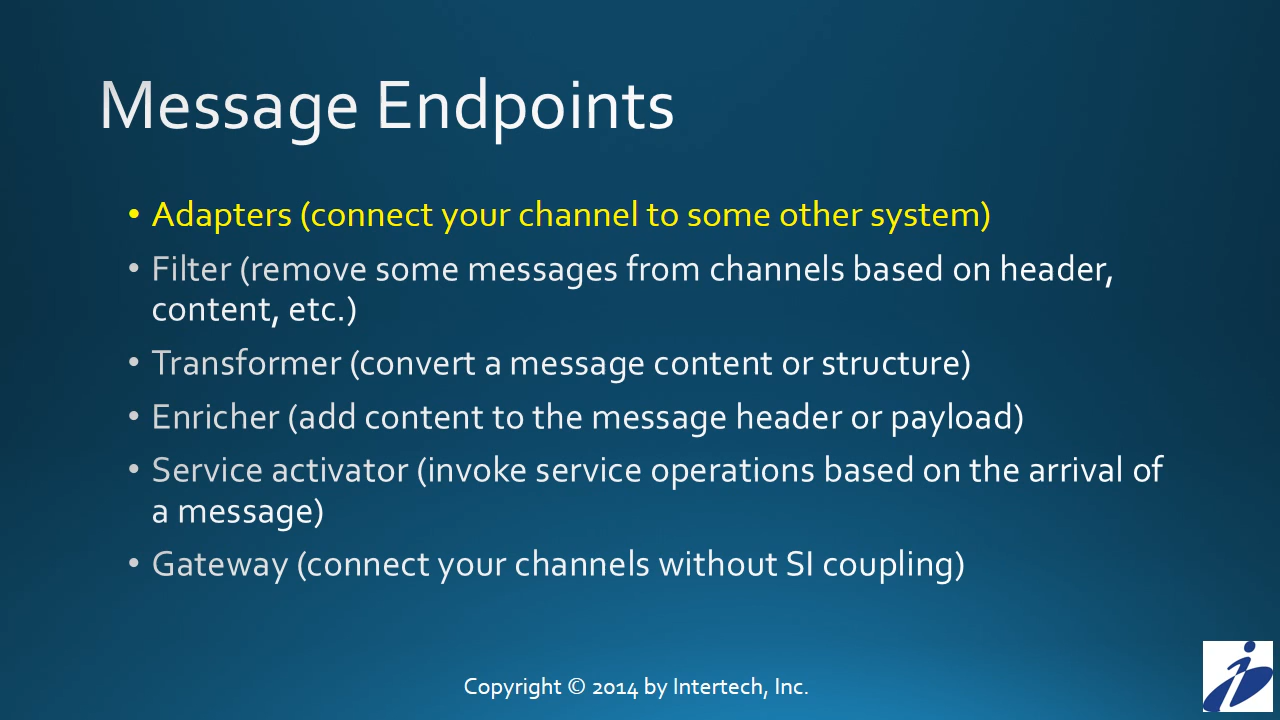 Message Endpoints
• Adapters (connect your channel to some other system)
• Filter (remove some messages from channels based on header,
content, etc.)
• Transformer (convert a message content or structure)
• Enricher (add content to the message header or payload)
• Service activator (invoke service operations based on the arrival of
a message)
• Gateway (connect your channels without SI coupling)
Copyright © 2014 by Intertech, Inc.